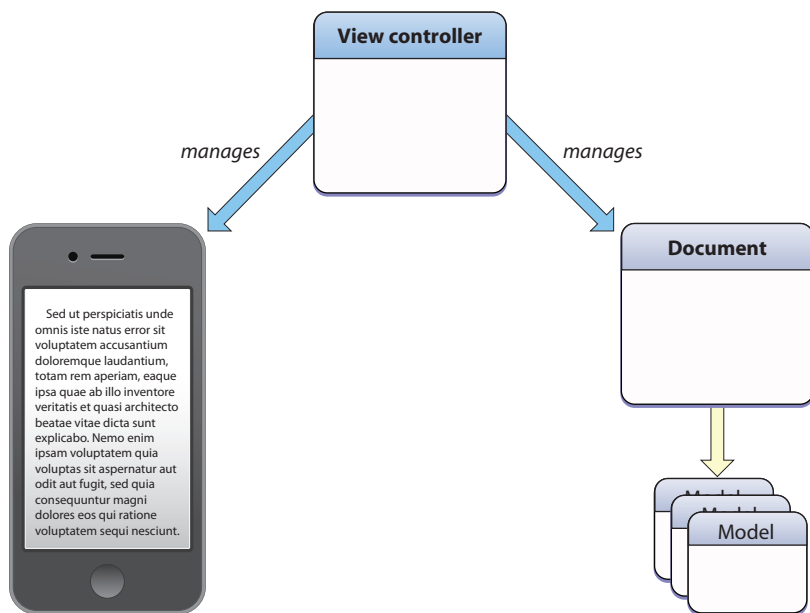 View controller
manages
manages
Document
Sed ut perspiciatis unde
omnis iste natus error sit
voluptatem accusantium
doloremque laudantium,
totam rem aperiam, eaque
ipsa quae ab illo inventore
veritatis et quasi architecto
beatae vitae dicta sunt
explicabo. Nemo enim
ipsam voluptatem quia
voluptas sit aspernatur aut
odit aut fugit, sed quia
consequuntur magni
dolores eos qui ratione
voluptatem sequi nesciunt.
Model
Model
Model